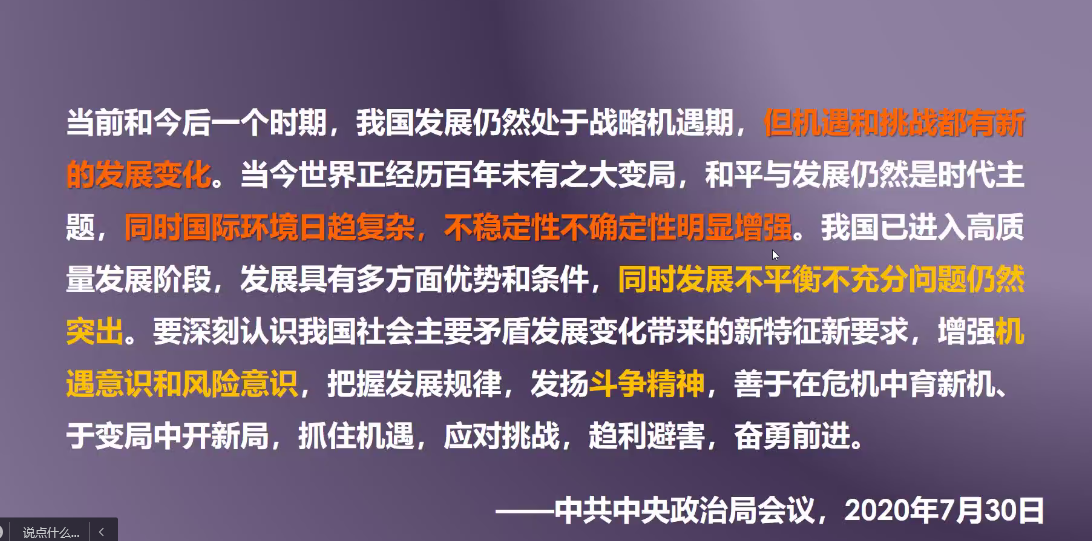 当前和今后一个时期，我国发展仍然处于战略机遇期，但机遇和挑战都有新
的发展变化。当今世界正经历百年未有之大变局，和平与发展仍然是时代主
题，同时国际环境日趋复杂，不稳定性不确定性明显增强。我国已进入高质
量发展阶段，发展具有多方面优势和条件，同时发展不平衡不充分问题仍然
突出。要深刻认识我国社会主要矛盾发展变化带来的新特征新要求，增强机
遇意识和风险意识，把握发展规律，发扬斗争精神，善于在危机中育新机、
于变局中开新局，抓住机遇，应对挑战，趋利避害，奋勇前进。
——中共中央政治局会议，2020年7月30日
说点什么...